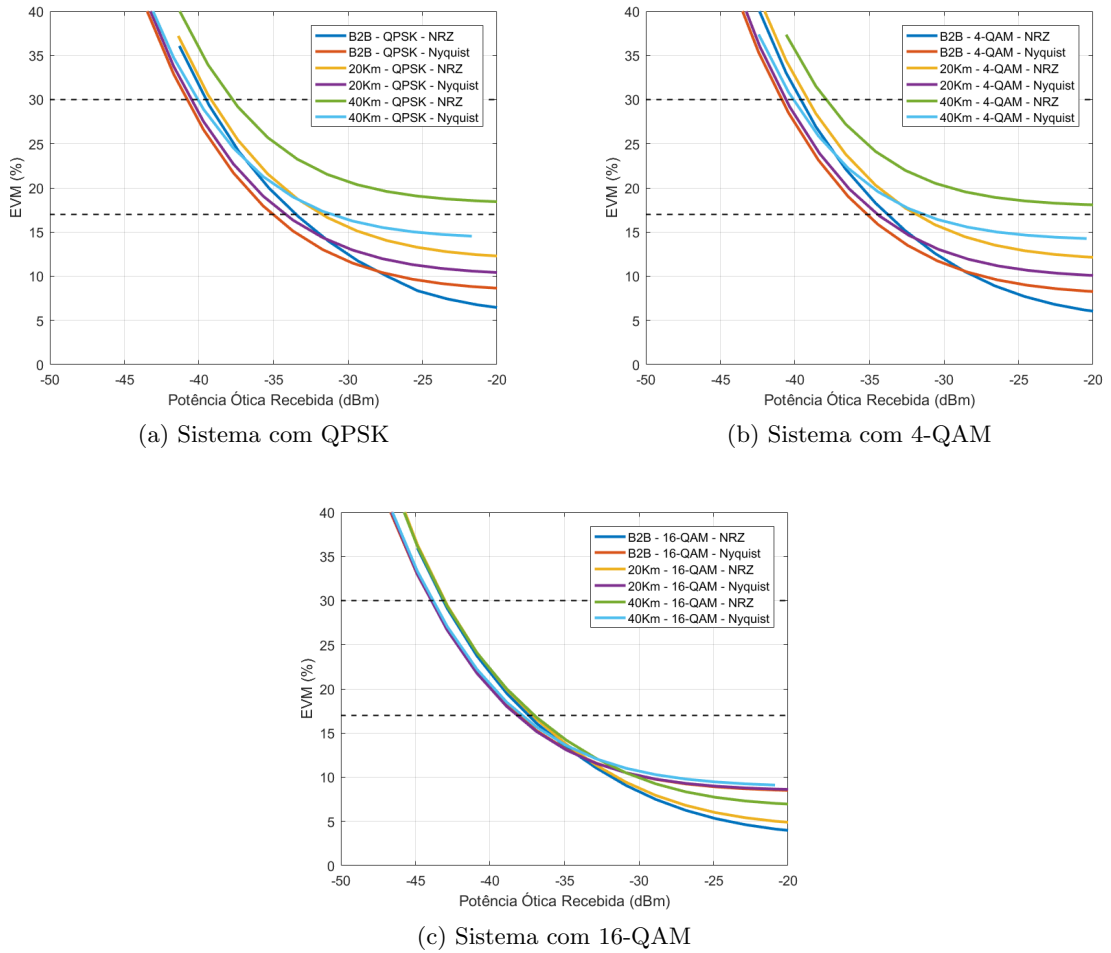 40
35
30
25
20
15
10
5
0
EVM (%)
-50 -45 -40 -35 -30 -25 -20
Potência Ótica Recebida (dBm)
B2B - QPSK - NRZ
B2B - QPSK - Nyquist
20Km - QPSK - NRZ
20Km - QPSK - Nyquist
40Km - QPSK - NRZ
40Km - QPSK - Nyquist
(a) Sistema com QPSK
40
35
30
25
20
15
10
5
0
EVM (%)
-50 -45 -40 -35 -30 -25 -20
Potência Ótica Recebida (dBm)
B2B - 4-QAM - NRZ
B2B - 4-QAM - Nyquist
20Km - 4-QAM - NRZ
20Km - 4-QAM - Nyquist
40Km - 4-QAM - NRZ
40Km - 4-QAM - Nyquist
(b) Sistema com 4-QAM
40
35
30
25
20
15
10
5
0
EVM (%)
-50 -45 -40 -35 -30 -25 -20
Potência Ótica Recebida (dBm)
B2B - 16-QAM - NRZ
B2B - 16-QAM - Nyquist
20Km - 16-QAM - NRZ
20Km - 16-QAM - Nyquist
40Km - 16-QAM - NRZ
40Km - 16-QAM - Nyquist
(c) Sistema com 16-QAM